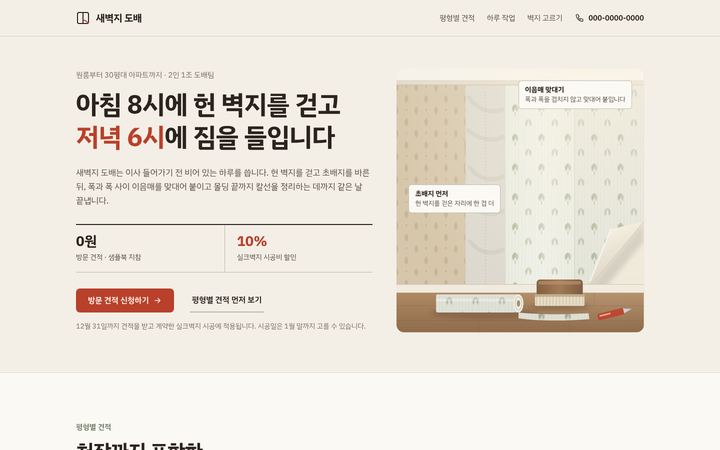 새벽지 도배
평형별 견적
하루 작업
벽지 고르기
000-0000-0000
원룸부터 30평대 아파트까지 · 2인 1조 도배팀
아침 8시에 헌 벽지를 걷고
저녁 6시에 짐을 들입니다
새벽지 도배는 이사 들어가기 전 비어 있는 하루를 씁니다. 헌 벽지를 걷고 초배지를 바른
뒤, 폭과 폭 사이 이음매를 맞대어 붙이고 몰딩 끝까지 칼선을 정리하는 데까지 같은 날
끝냅니다.
0원
방문 견적 · 샘플북 지참
10%
실크벽지 시공비 할인
방문 견적 신청하기 →
평형별 견적 먼저 보기
12월 31일까지 견적을 받고 계약한 실크벽지 시공에 적용됩니다. 시공일은 1월 말까지 고를 수 있습니다.
이음매 맞대기
폭과 폭을 겹치지 않고 맞대어 붙입니다
초배지 먼저
헌 벽지를 걷은 자리에 한 겹 더
평형별 견적
천장까지 포함한